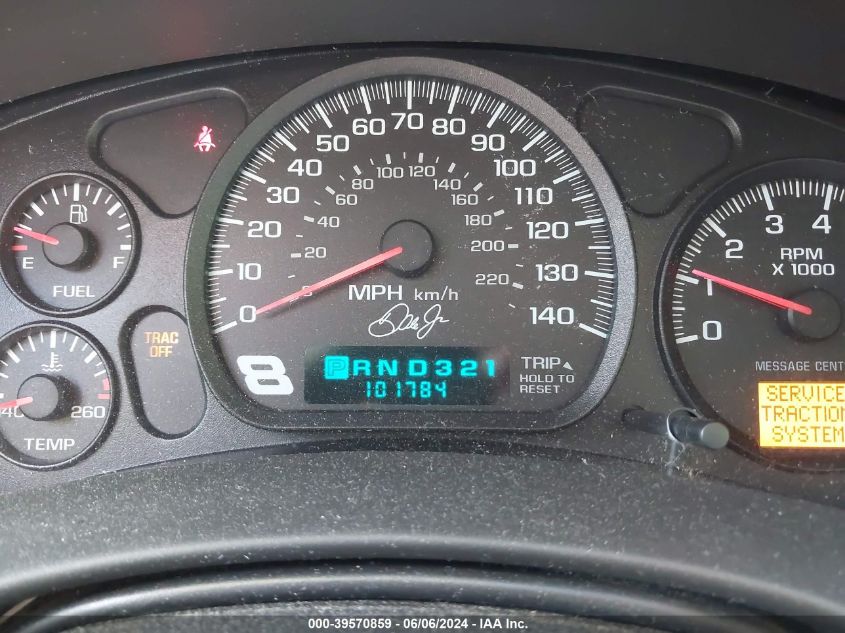 E F
FUEL
40 260
TEMP
TRAC
OFF
0 10 20 30 40 50 60 70 80 90 100 110 120 130 140
20 40 60 80 100 120 140 160 180 200 220
MPH km/h
Dale Jr.
8
PRND321
101784
TRIP
HOLD TO
RESET
0 1 2 3 4
RPM
X 1000
MESSAGE CENT
SERVICE
TRACTION
SYSTEM
000-39570859 - 06/06/2024 - IAA Inc.